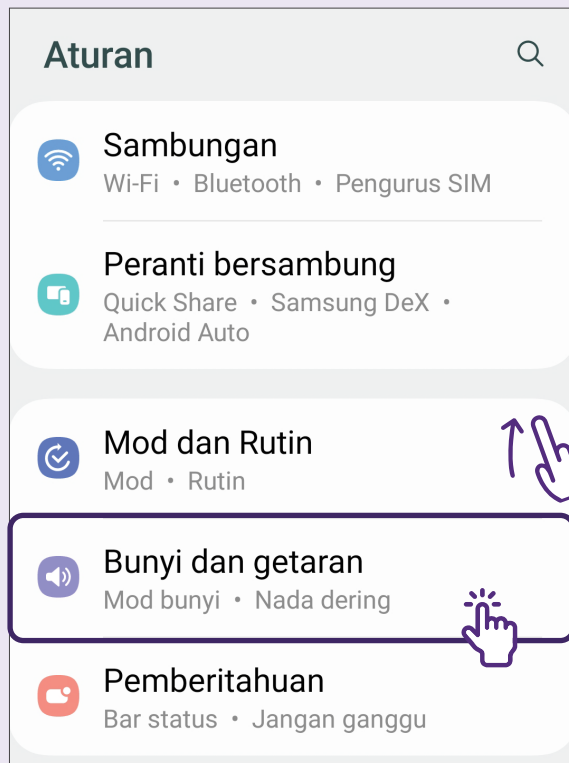 Aturan
Sambungan
Wi-Fi • Bluetooth • Pengurus SIM
Peranti bersambung
Quick Share • Samsung DeX •
Android Auto
Mod dan Rutin
Mod • Rutin
Bunyi dan getaran
Mod bunyi • Nada dering
Pemberitahuan
Bar status • Jangan ganggu